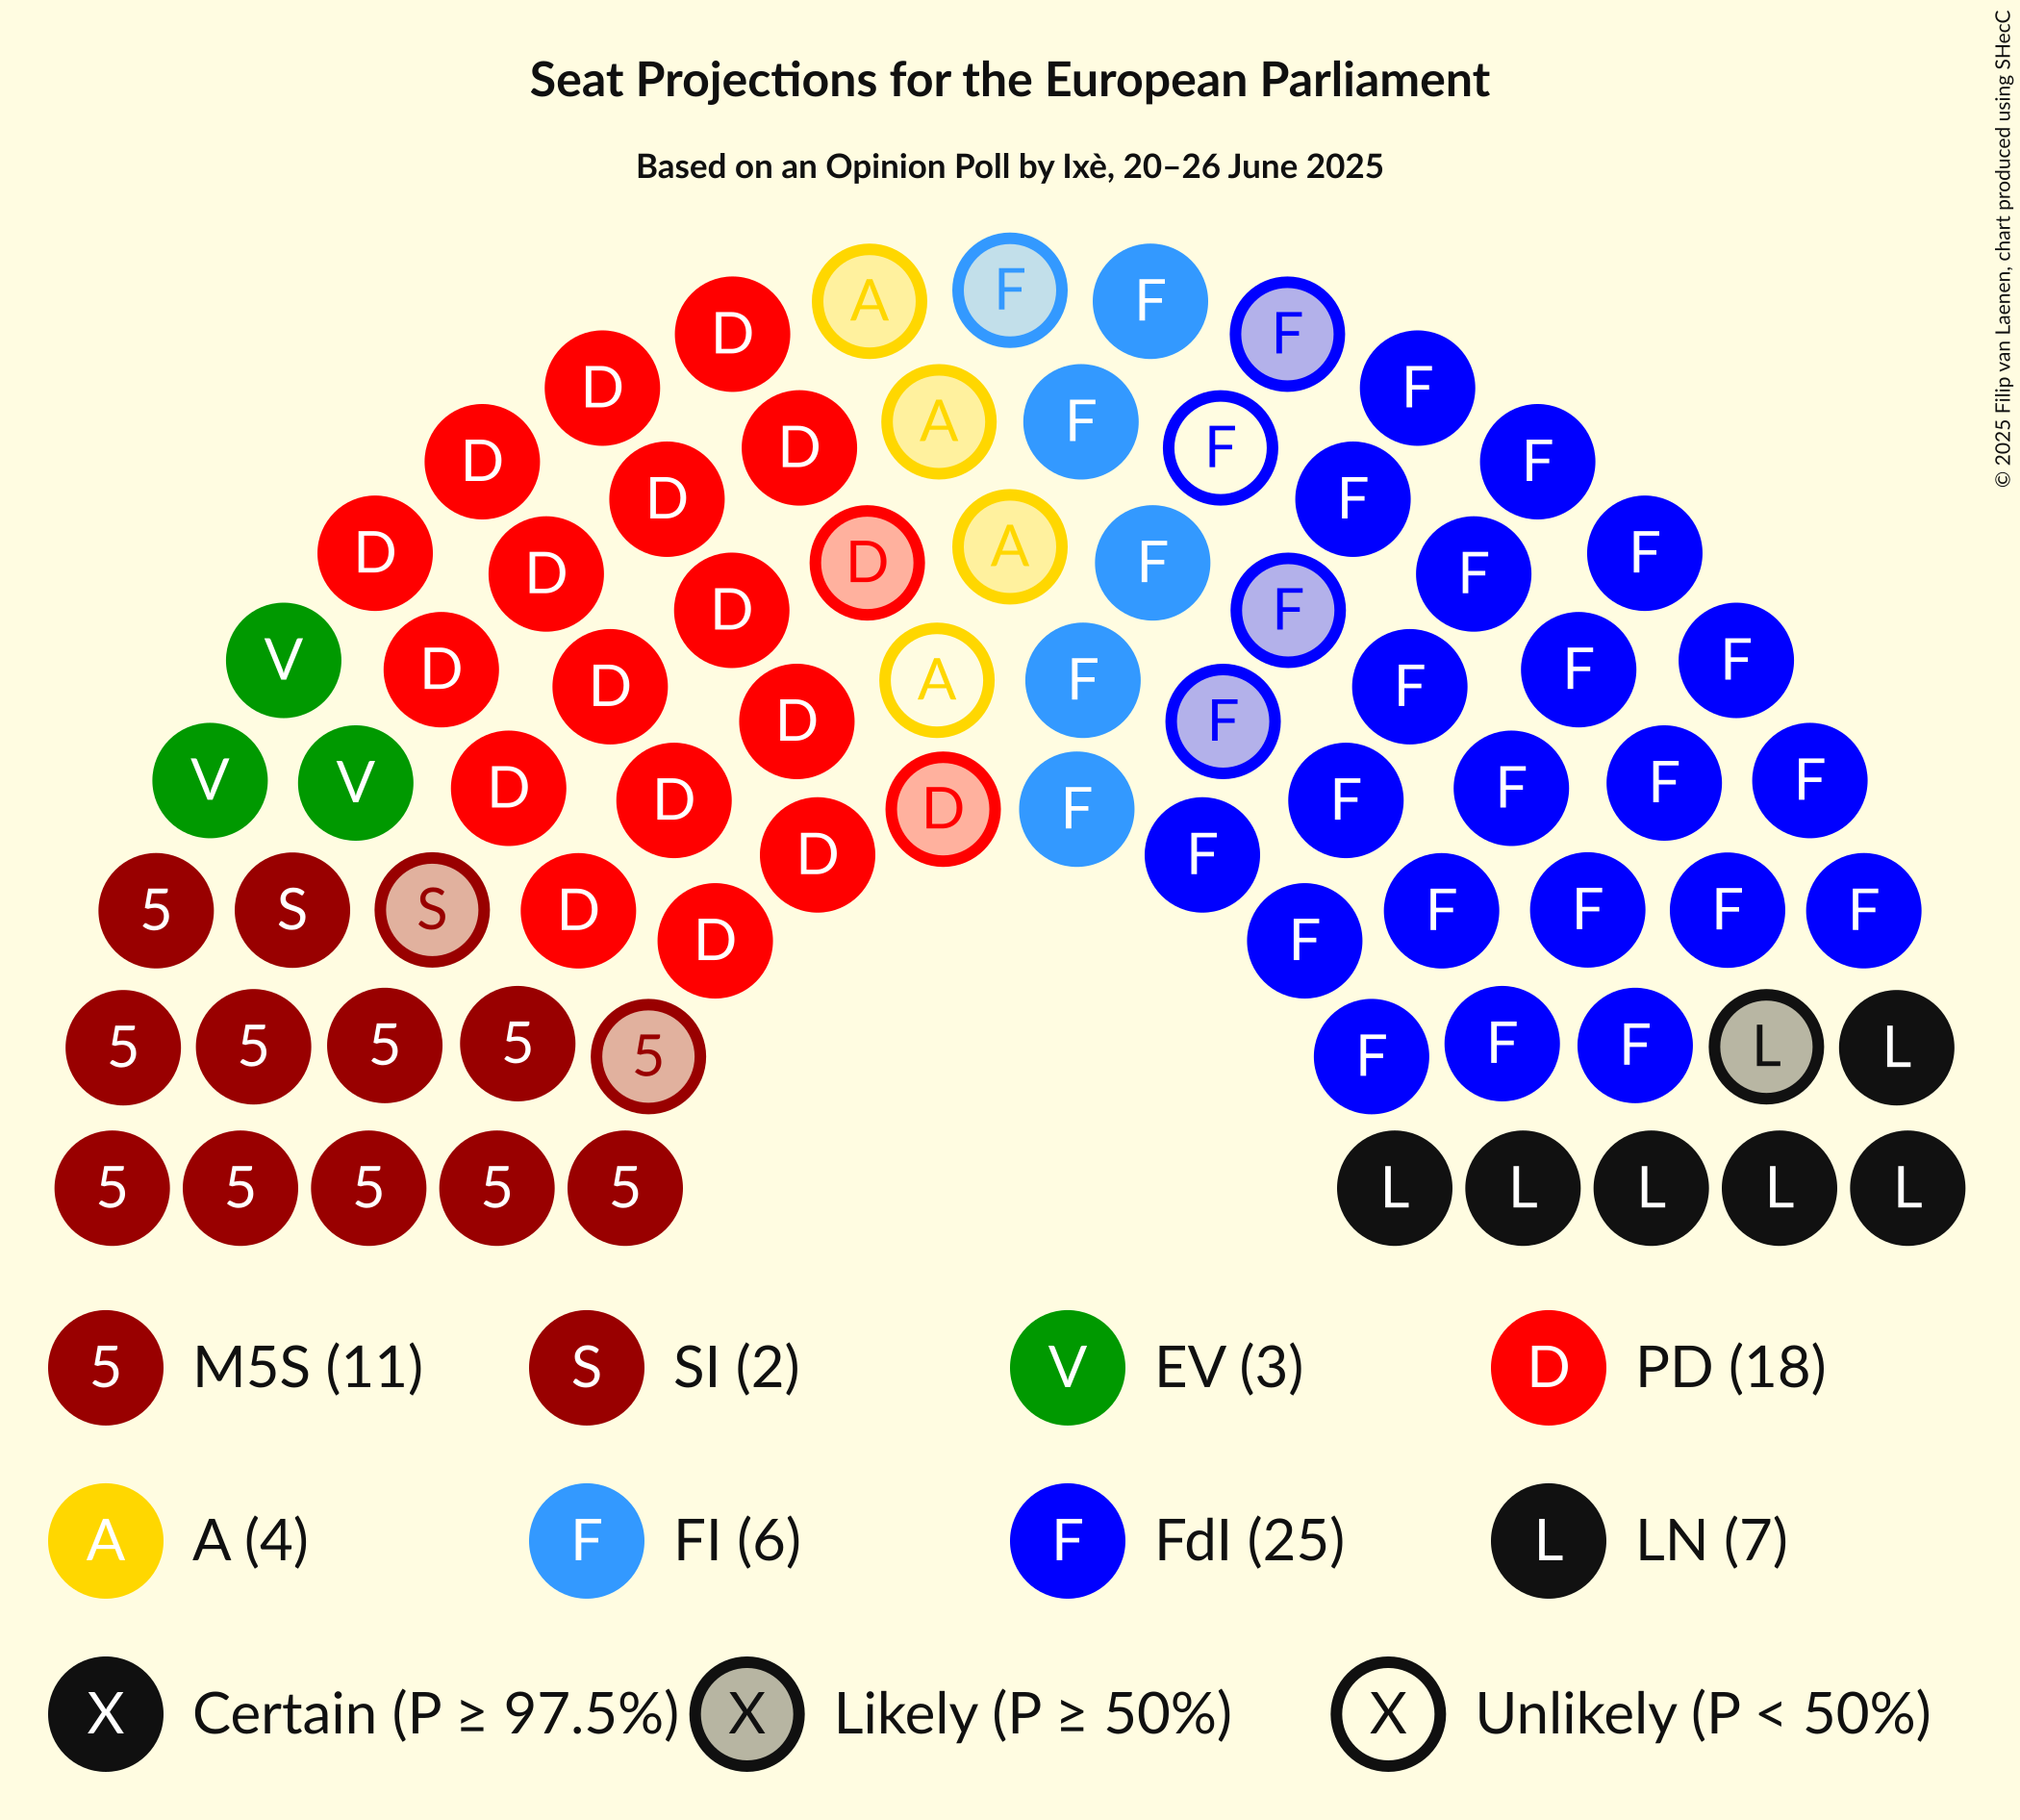 Seat Projections for the European Parliament
Based on an Opinion Poll by Ixè, 20–26 June 2025
© 2025 Filip van Laenen, chart produced using SHecC
A F F
D F
D F
A F
D D F
D F F
D A
D F
D F
D D F
D F F
V D D A F F F F
D F
V V D D D F F F F
D F
D F
5 S S D F F F F
D F
5 5 5 5 5 F F F L L
5 5 5 5 5 L L L L L
5 M5S (11) S SI (2) V EV (3) D PD (18)
A A (4) F FI (6) F FdI (25) L LN (7)
X Certain (P ≥ 97.5%) X Likely (P ≥ 50%) X Unlikely (P < 50%)